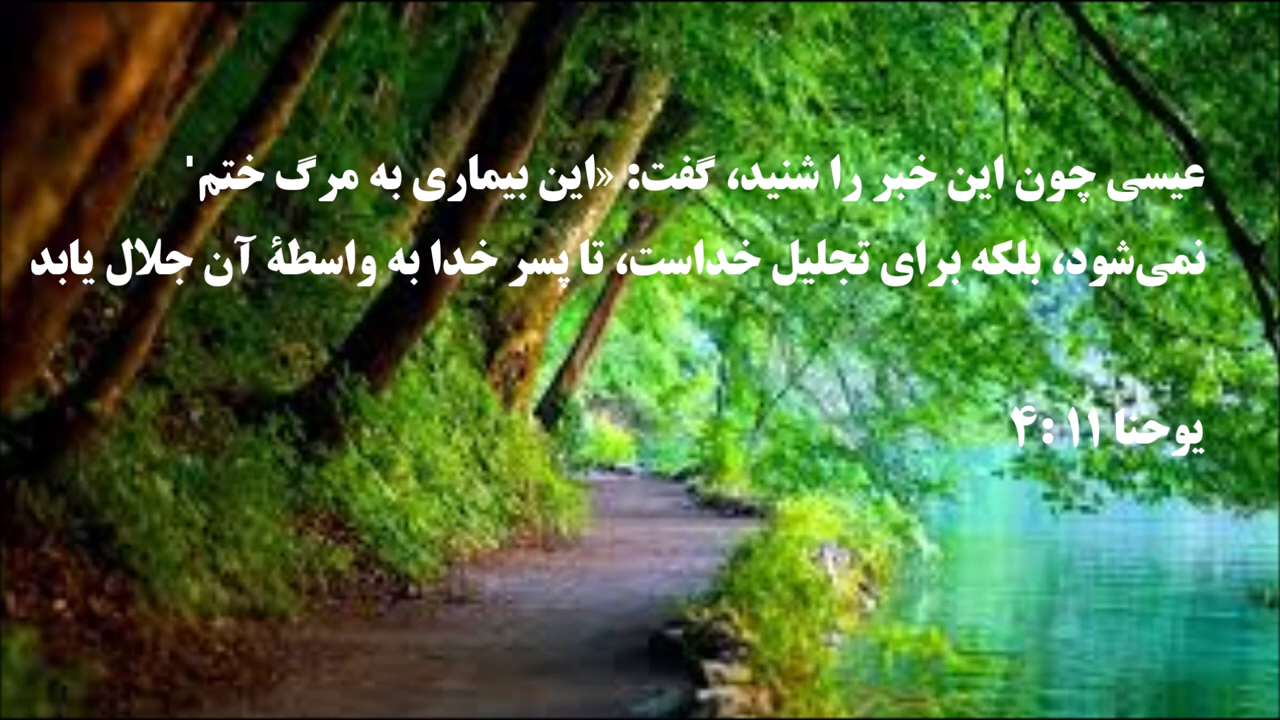 عیسی چون این خبر را شنید، گفت: «این بیماری به مرگ ختم'
نمی‌شود، بلکه برای تجلیل خداست، تا پسر خدا به واسطهٔ آن جلال یابد
یوحنا ۱۱ :۴